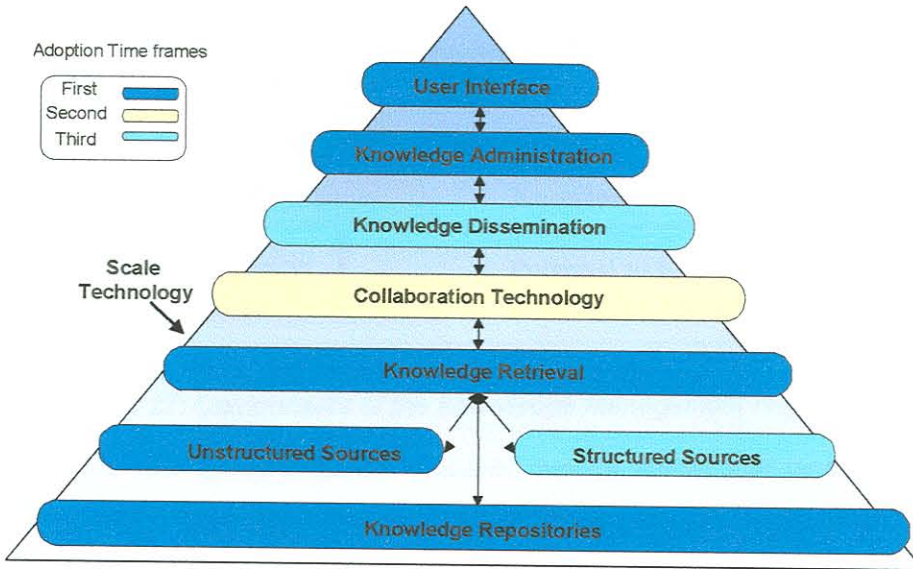 Adoption Time frames
First
Second
Third
User Interface
Knowledge Administration
Knowledge Dissemination
Scale
Technology
Collaboration Technology
Knowledge Retrieval
Unstructured Sources
Structured Sources
Knowledge Repositories